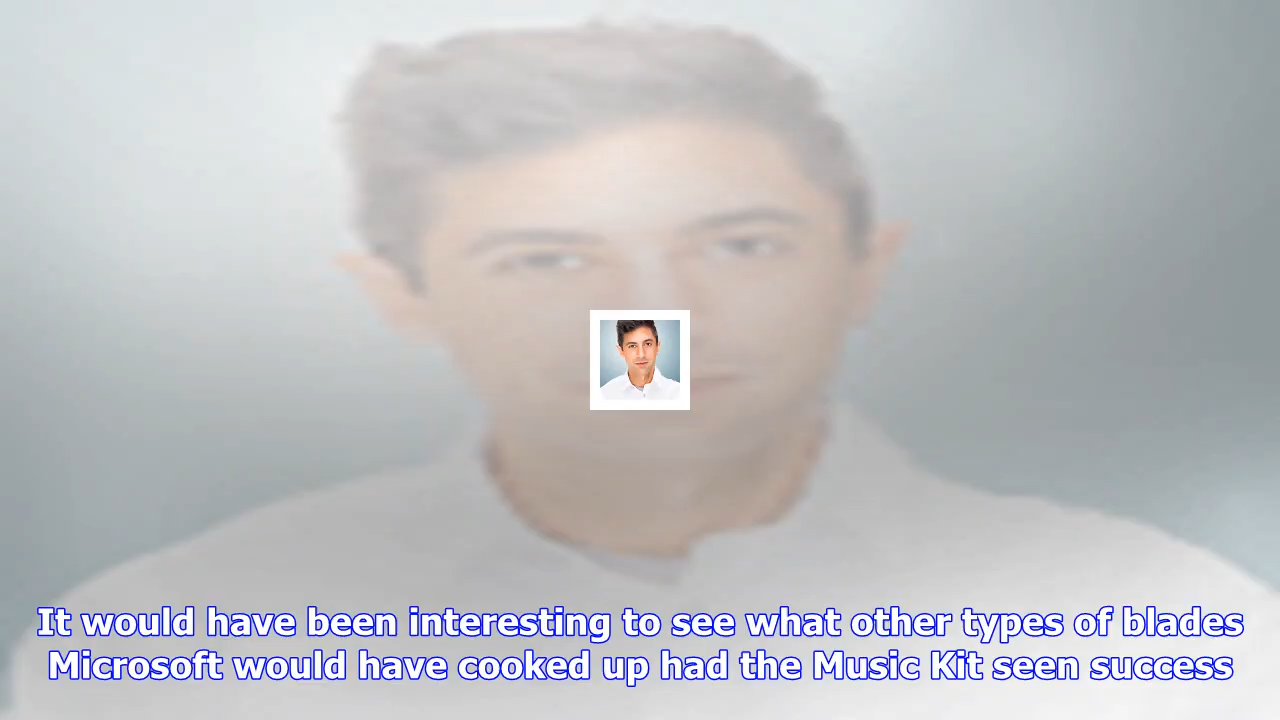 It would have been interesting to see what other types of blades
Microsoft would have cooked up had the Music Kit seen success